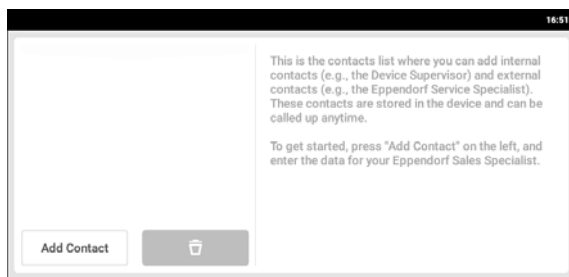 16:51
This is the contacts list where you can add internal
contacts (e.g., the Device Supervisor) and external
contacts (e.g., the Eppendorf Service Specialist).
These contacts are stored in the device and can be
called up anytime.
To get started, press "Add Contact" on the left, and
enter the data for your Eppendorf Sales Specialist.
Add Contact